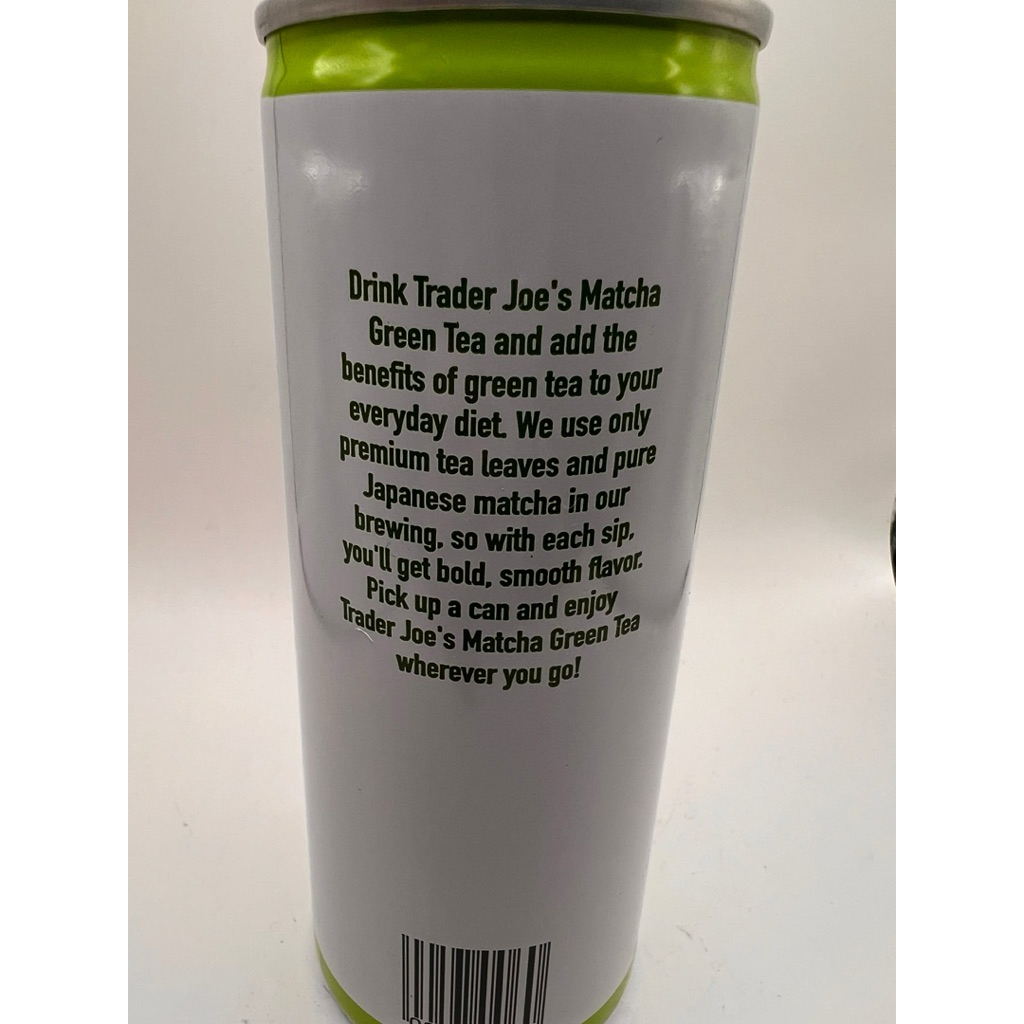 Drink Trader Joe's Matcha
Green Tea and add the
benefits of green tea to your
everyday diet. We use only
premium tea leaves and pure
Japanese matcha in our
brewing, so with each sip,
you'll get bold, smooth flavor.
Pick up a can and enjoy
Trader Joe's Matcha Green Tea
wherever you go!